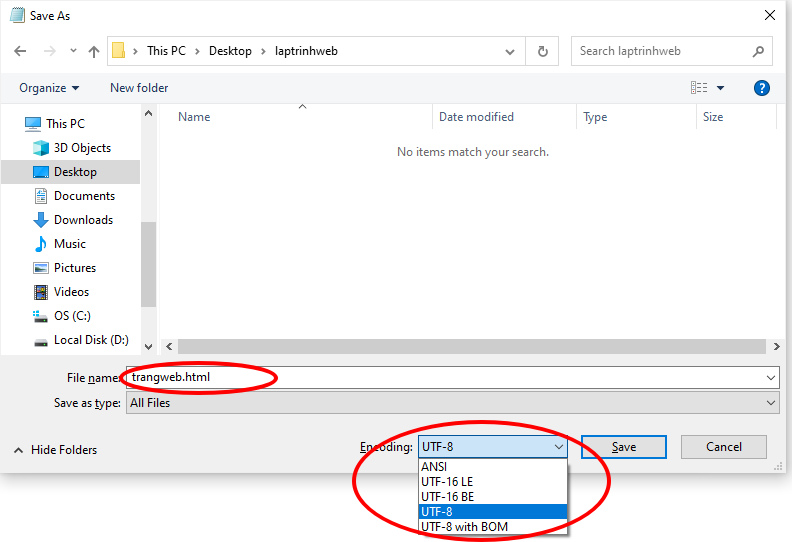 Save As
This PC > Desktop > laptrinhweb
Search laptrinhweb
Organize
New folder
?
Name
Date modified
Type
Size
No items match your search.
This PC
3D Objects
Desktop
Documents
Downloads
Music
Pictures
Videos
OS (C:)
Local Disk (D:)
File name: trangweb.html
Save as type: All Files
Hide Folders
Encoding: UTF-8
Save
Cancel
ANSI
UTF-16 LE
UTF-16 BE
UTF-8
UTF-8 with BOM